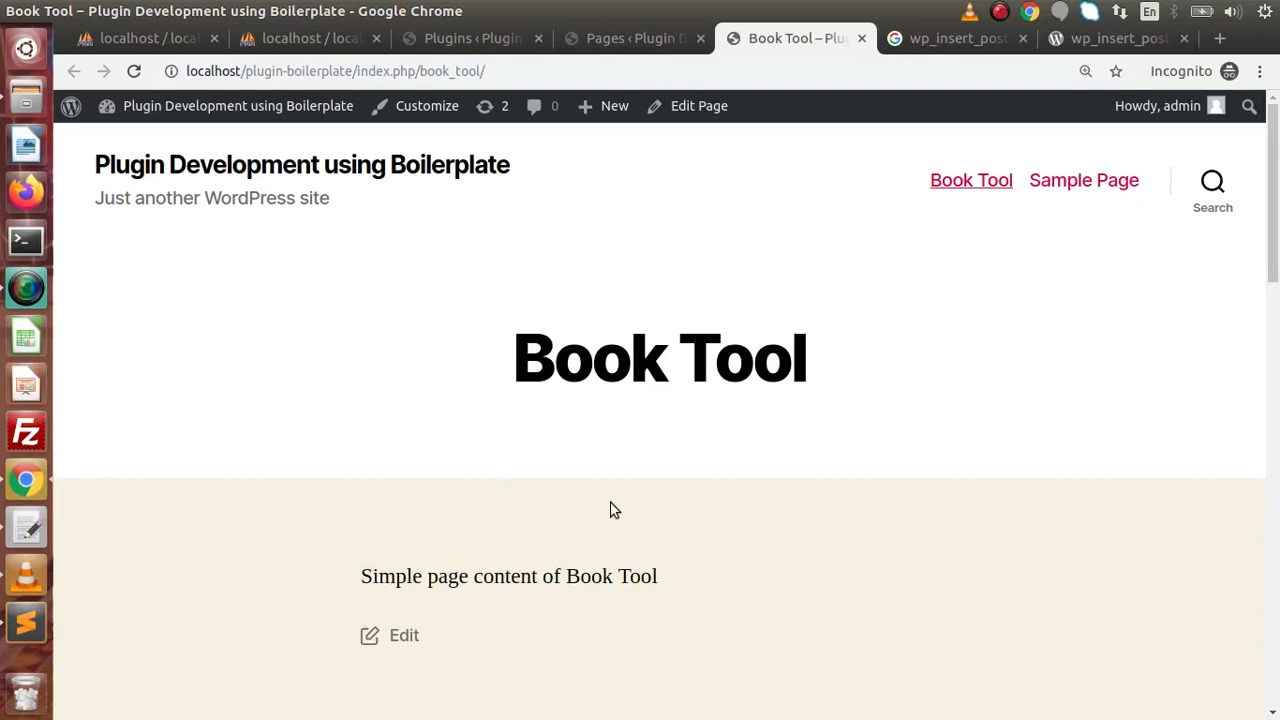 Book Tool – Plugin Development using Boilerplate - Google Chrome
En
localhost / loca
localhost / loca
Plugins ‹ Plugin
Pages ‹ Plugin D
Book Tool – Plu
wp_insert_post
wp_insert_post
localhost/plugin-boilerplate/index.php/book_tool/
Incognito
Plugin Development using Boilerplate
Customize
2
0
New
Edit Page
Howdy, admin
Plugin Development using Boilerplate
Just another WordPress site
Book Tool
Sample Page
Search
Book Tool
Simple page content of Book Tool
Edit